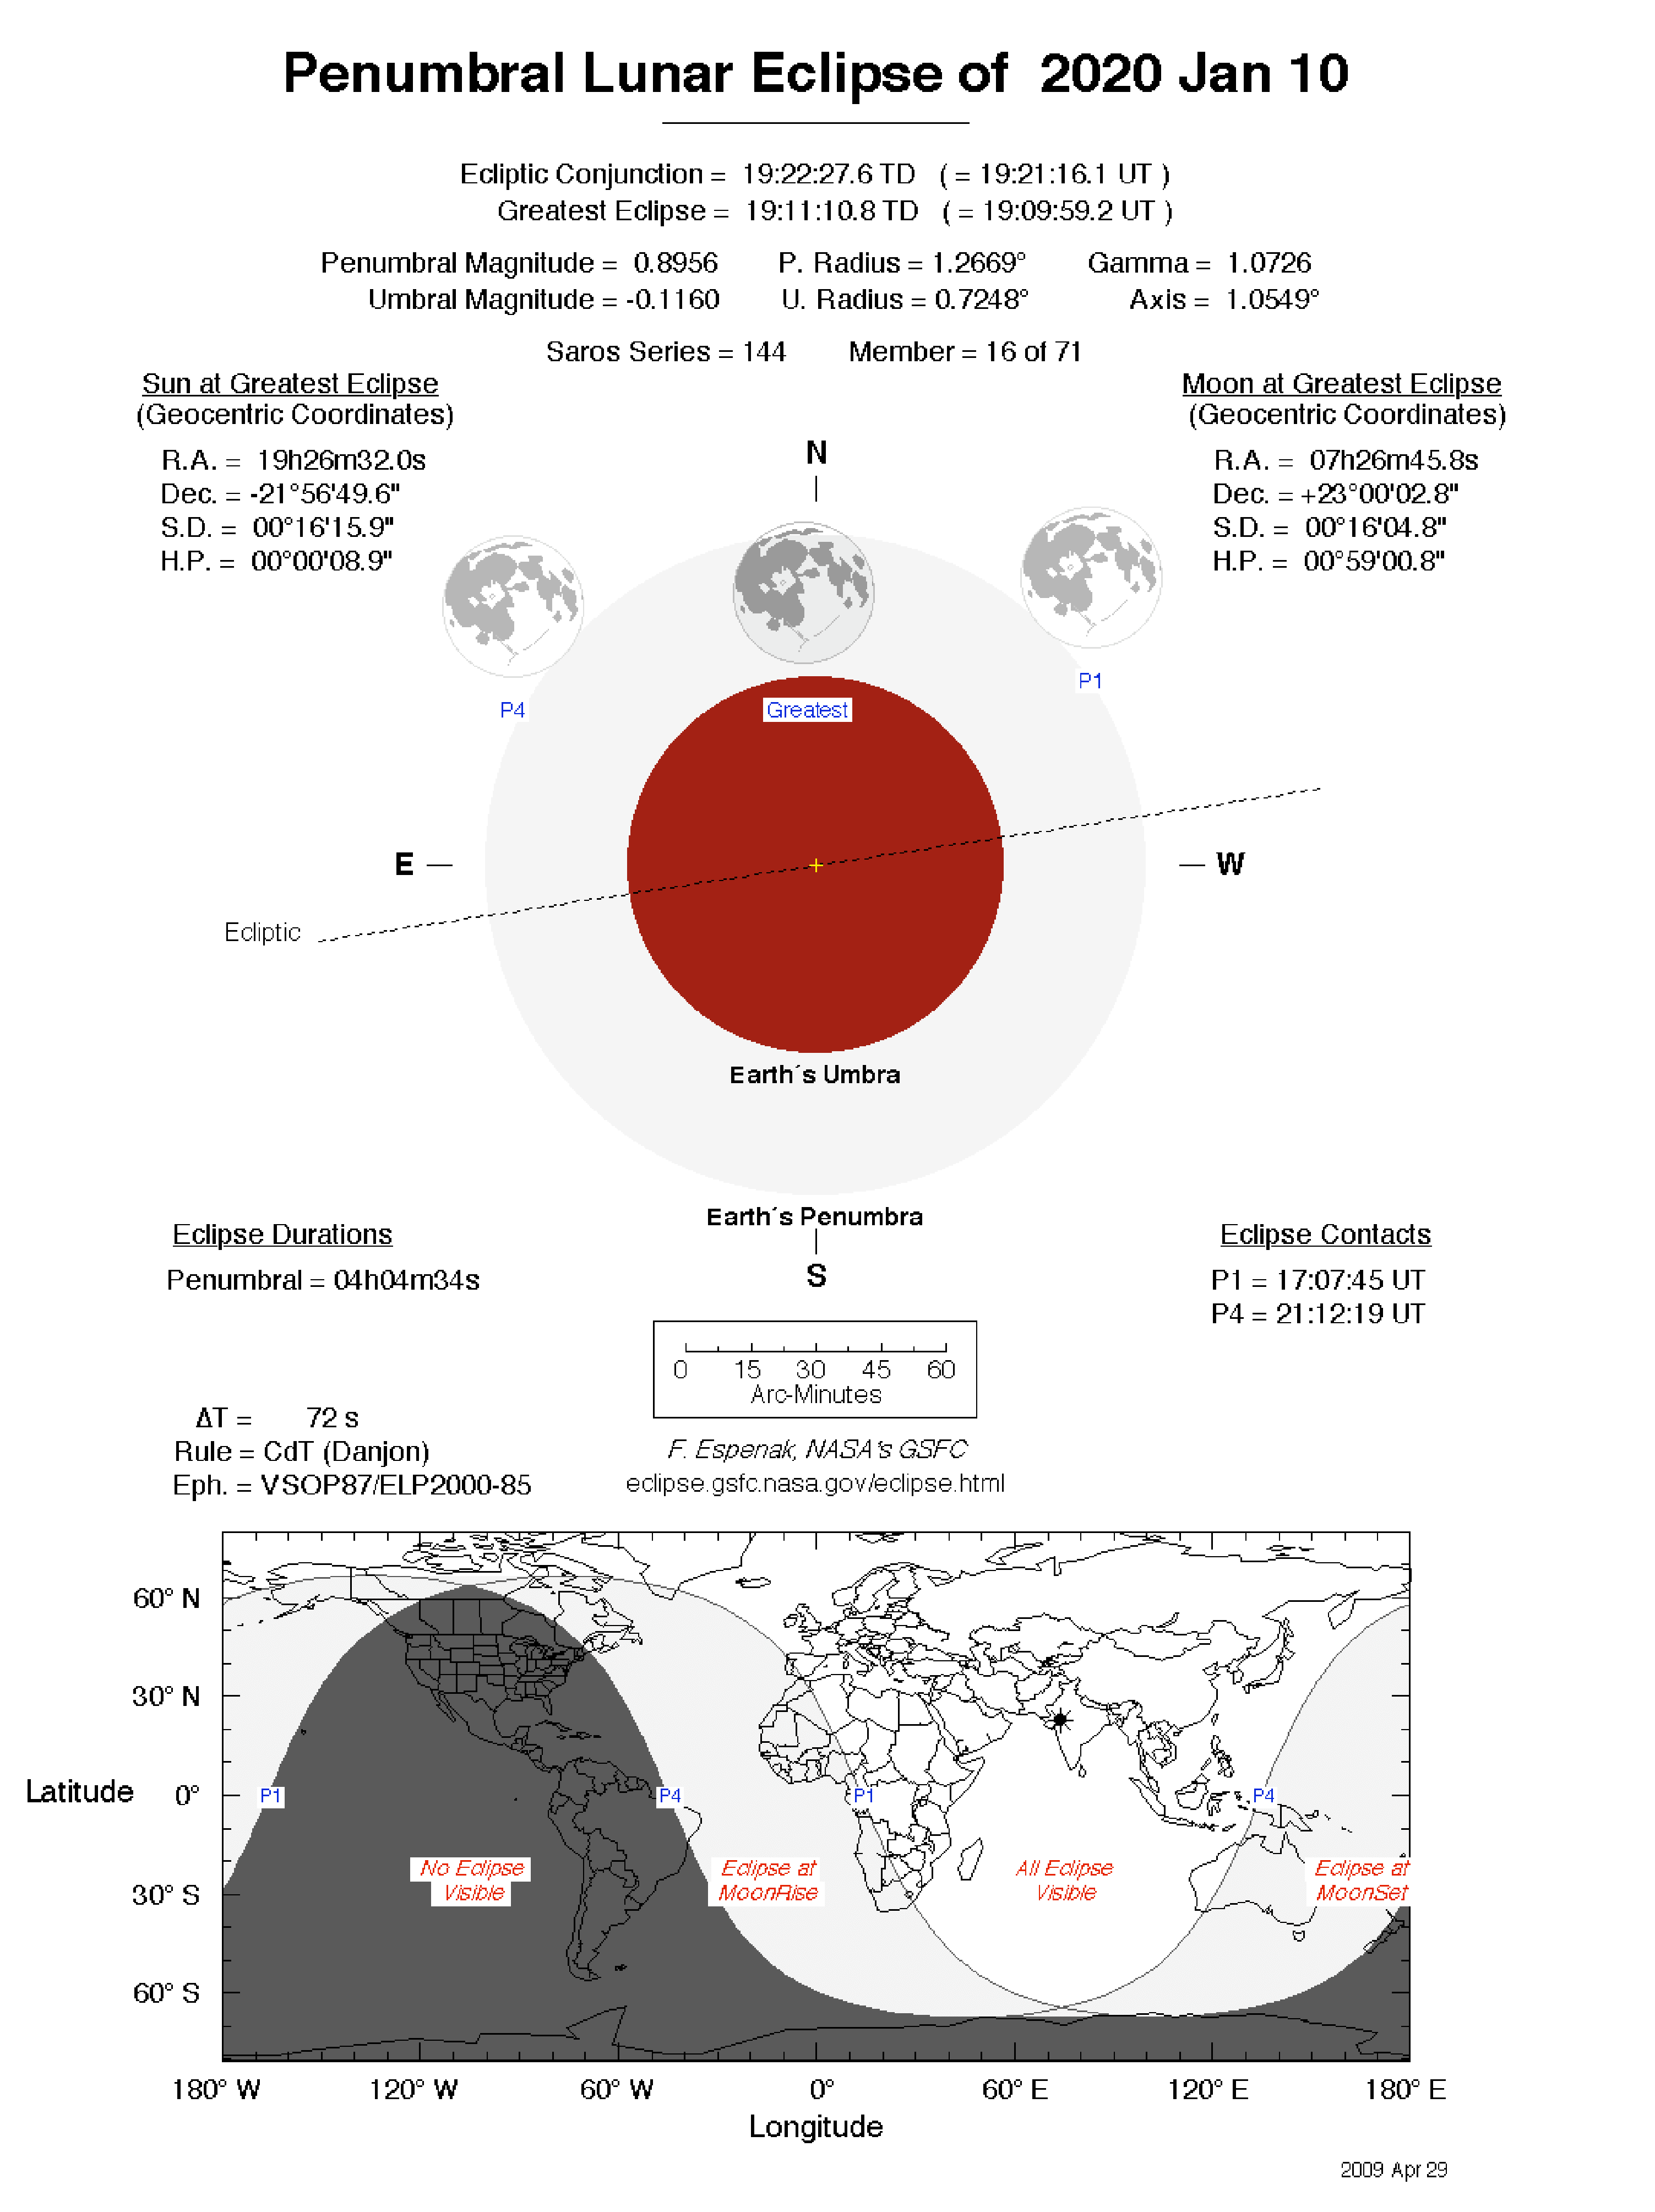 Penumbral Lunar Eclipse of 2020 Jan 10
Ecliptic Conjunction = 19:22:27.6 TD ( = 19:21:16.1 UT )
Greatest Eclipse = 19:11:10.8 TD ( = 19:09:59.2 UT )
Penumbral Magnitude = 0.8956 P. Radius = 1.2669° Gamma = 1.0726
Umbral Magnitude = -0.1160 U. Radius = 0.7248° Axis = 1.0549°
Saros Series = 144 Member = 16 of 71
Sun at Greatest Eclipse
(Geocentric Coordinates)
R.A. = 19h26m32.0s
Dec. = -21°56'49.6"
S.D. = 00°16'15.9"
H.P. = 00°00'08.9"
Moon at Greatest Eclipse
(Geocentric Coordinates)
R.A. = 07h26m45.8s
Dec. = +23°00'02.8"
S.D. = 00°16'04.8"
H.P. = 00°59'00.8"
N
P1
P4
Greatest
E
W
Ecliptic
Earth´s Umbra
Earth´s Penumbra
S
Eclipse Durations
Penumbral = 04h04m34s
Eclipse Contacts
P1 = 17:07:45 UT
P4 = 21:12:19 UT
0 15 30 45 60
Arc-Minutes
ΔT = 72 s
Rule = CdT (Danjon)
Eph. = VSOP87/ELP2000-85
F. Espenak, NASA's GSFC
eclipse.gsfc.nasa.gov/eclipse.html
60° N
30° N
Latitude 0°
30° S
60° S
P1 P4 P1 P4
No Eclipse
Visible
Eclipse at
MoonRise
All Eclipse
Visible
Eclipse at
MoonSet
180° W 120° W 60° W 0° 60° E 120° E 180° E
Longitude
2009 Apr 29